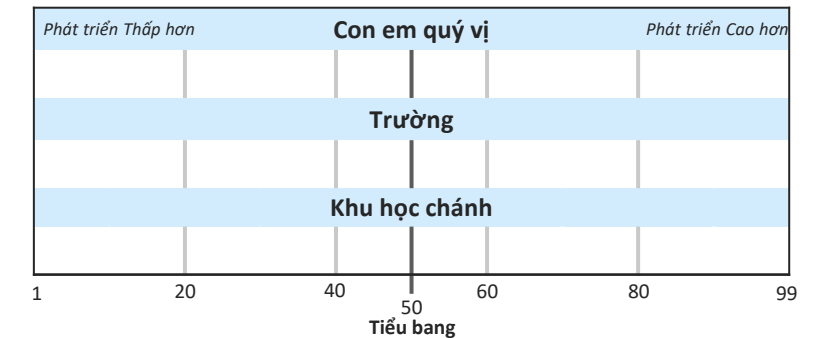 Phát triển Thấp hơn Con em quý vị Phát triển Cao hơn
Trường
Khu học chánh
1 20 40 50 60 80 99
Tiểu bang